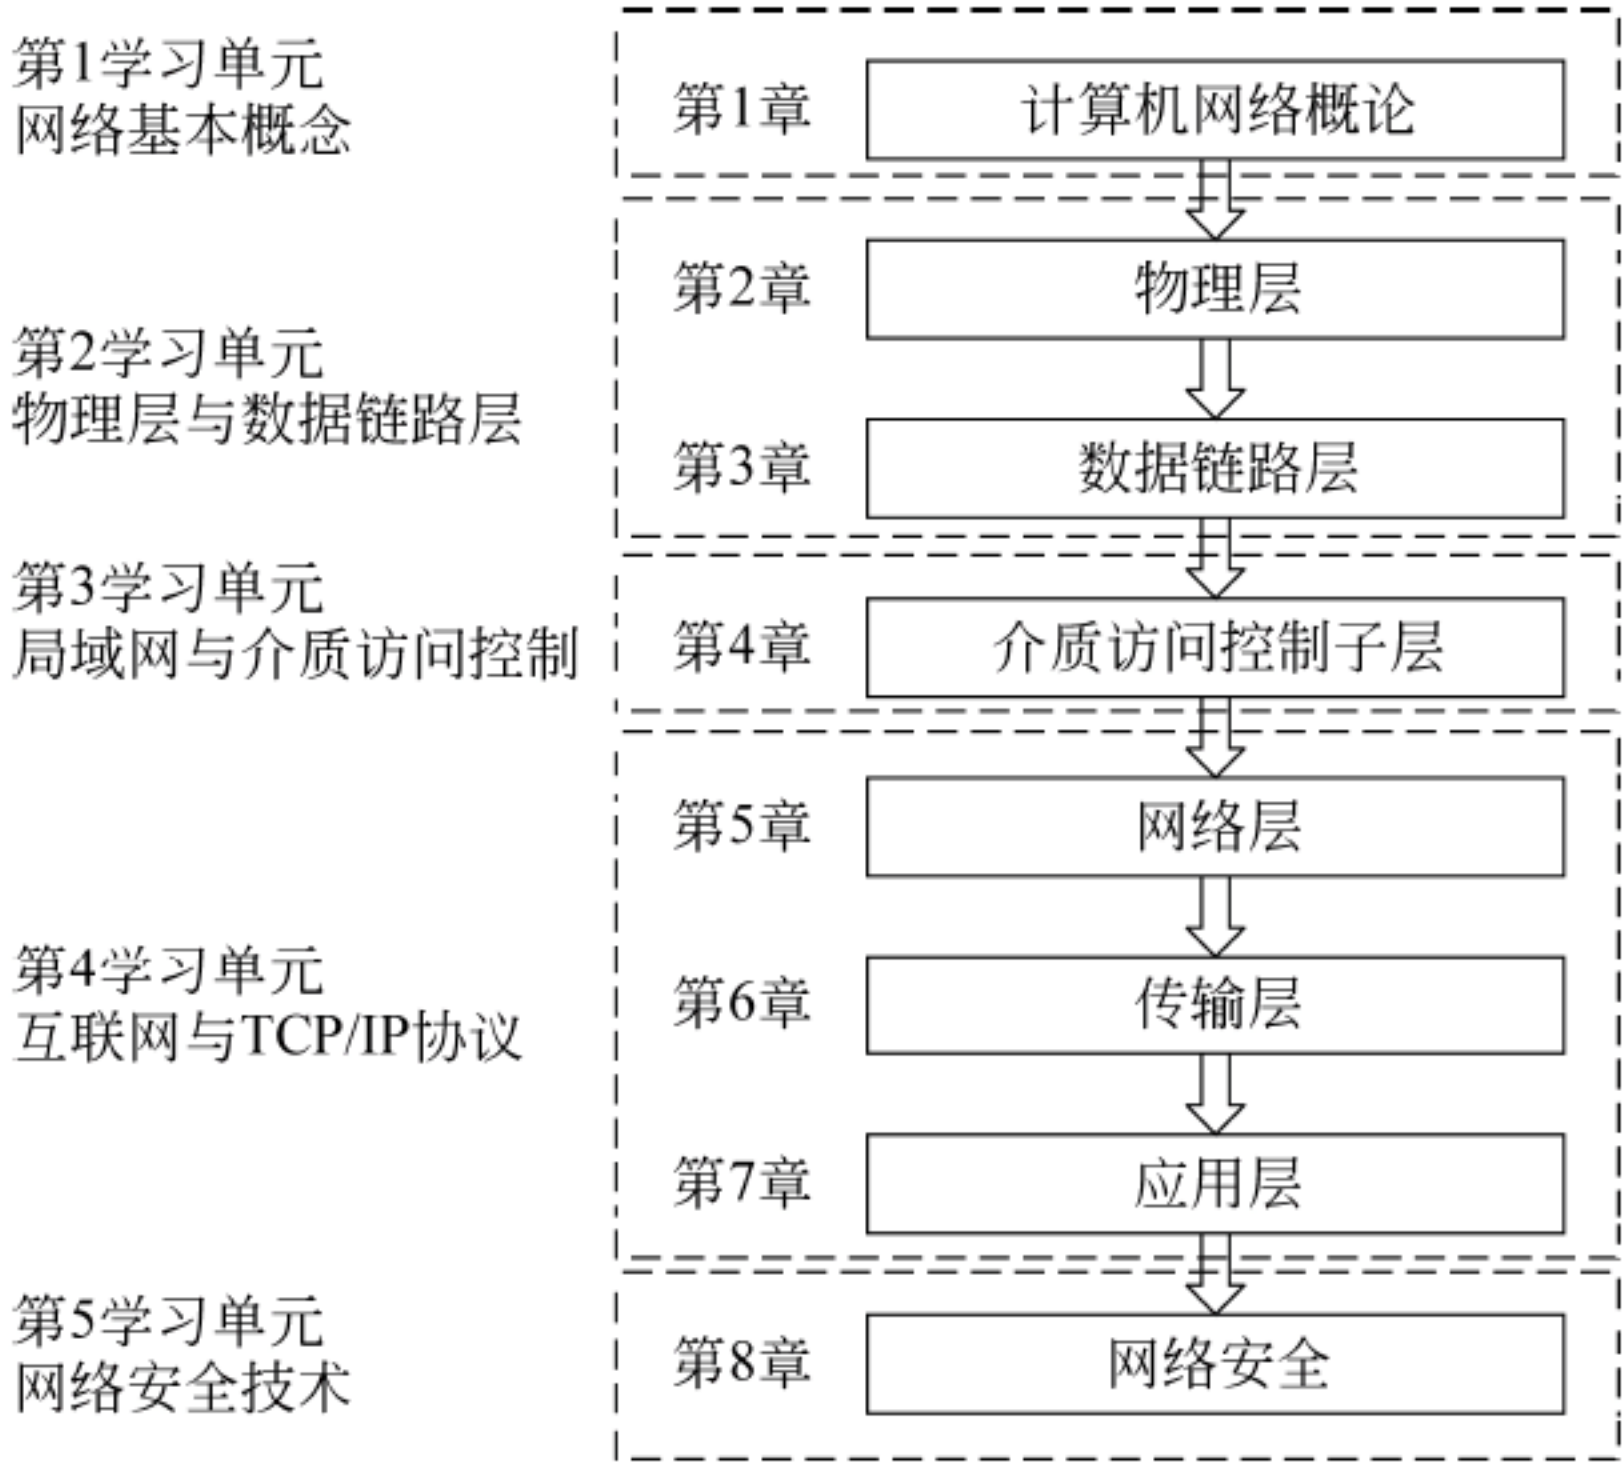 第1学习单元
网络基本概念
第1章
计算机网络概论
第2学习单元
物理层与数据链路层
第2章
物理层
第3章
数据链路层
第3学习单元
局域网与介质访问控制
第4章
介质访问控制子层
第4学习单元
互联网与TCP/IP协议
第5章
网络层
第6章
传输层
第7章
应用层
第5学习单元
网络安全技术
第8章
网络安全